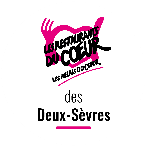 LES RESTAURANTS
DU CŒUR
LES RELAIS DU CŒUR
des
Deux-Sèvres